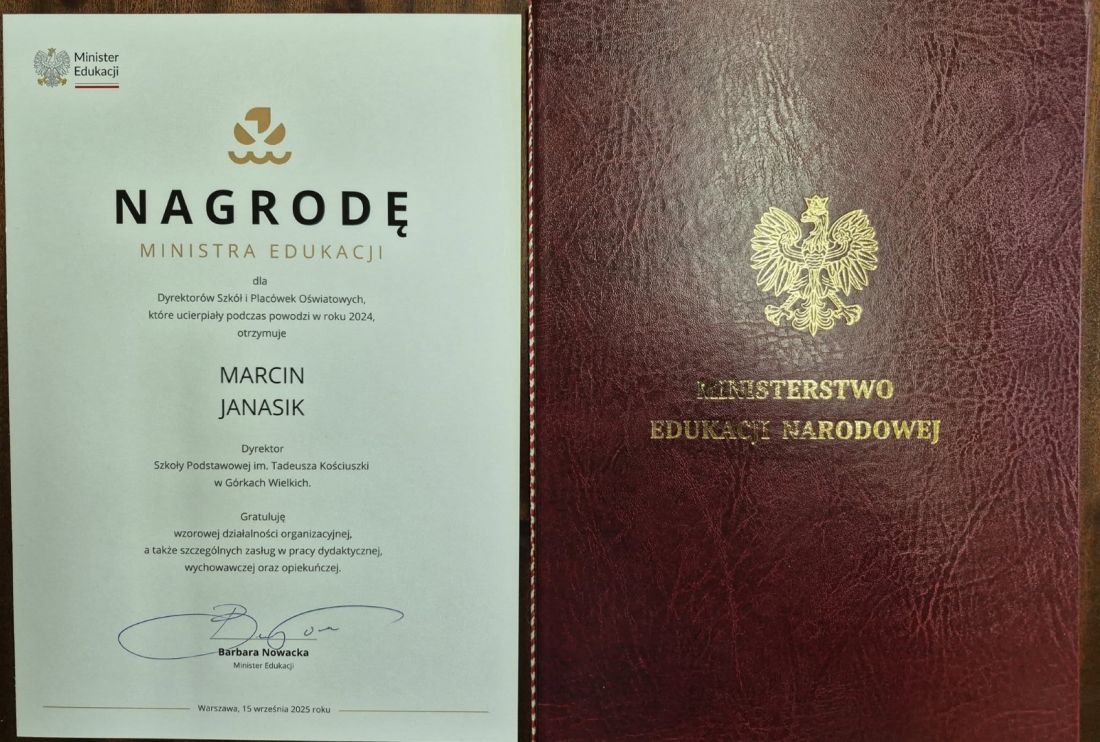 Minister
Edukacji
NAGRODĘ
MINISTRA EDUKACJI
dla
Dyrektorów Szkół i Placówek Oświatowych,
które ucierpiały podczas powodzi w roku 2024,
otrzymuje
MARCIN
JANASIK
Dyrektor
Szkoły Podstawowej im. Tadeusza Kościuszki
w Górkach Wielkich.
Gratuluję
wzorowej działalności organizacyjnej,
a także szczególnych zasług w pracy dydaktycznej,
wychowawczej oraz opiekuńczej.
Barbara Nowacka
Minister Edukacji
Warszawa, 15 września 2025 roku
MINISTERSTWO
EDUKACJI NARODOWEJ